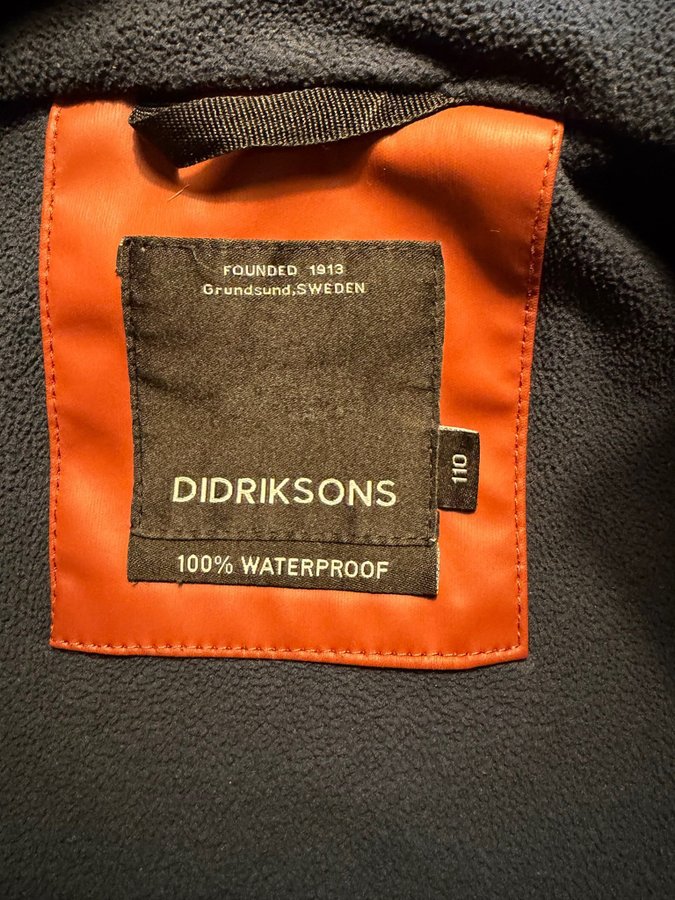 FOUNDED 1913
Grundsund,SWEDEN
DIDRIKSONS
110
100% WATERPROOF